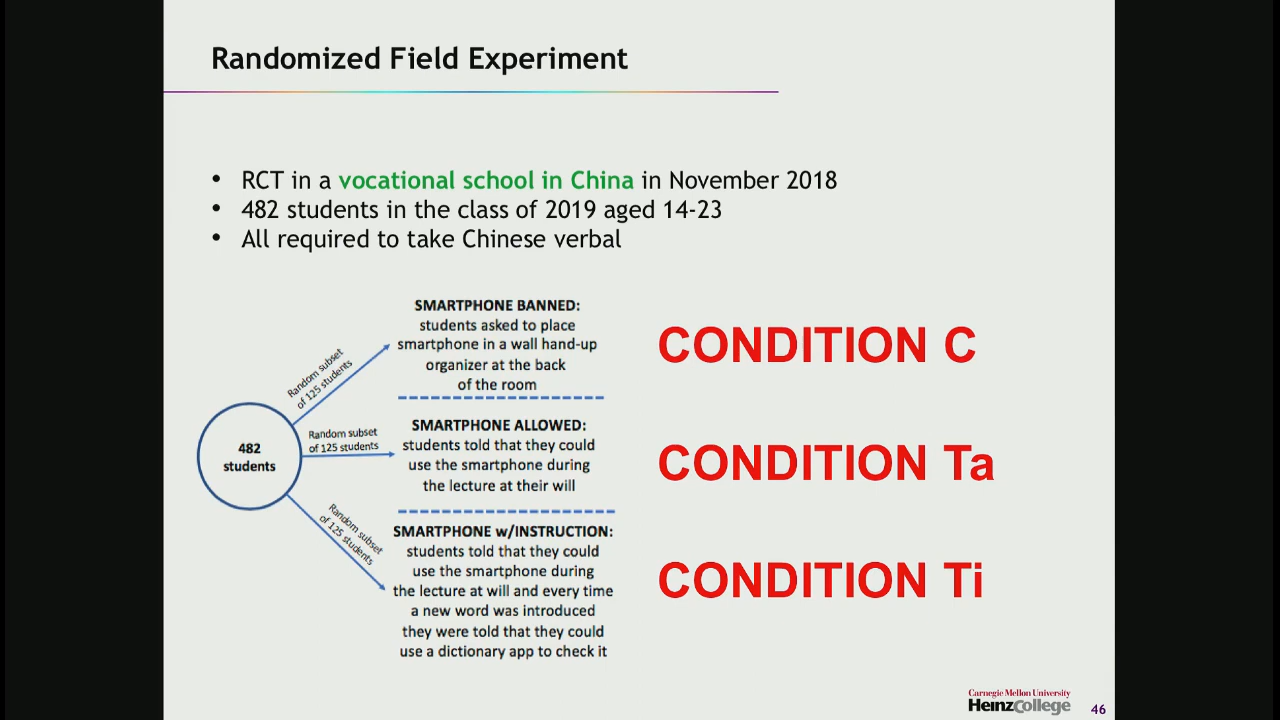 Randomized Field Experiment
• RCT in a vocational school in China in November 2018
• 482 students in the class of 2019 aged 14-23
• All required to take Chinese verbal
482
students
Random subset
of 125 students
SMARTPHONE BANNED:
students asked to place
smartphone in a wall hand-up
organizer at the back
of the room
CONDITION C
Random subset
of 125 students
SMARTPHONE ALLOWED:
students told that they could
use the smartphone during
the lecture at their will
CONDITION Ta
Random subset
of 125 students
SMARTPHONE w/INSTRUCTION:
students told that they could
use the smartphone during
the lecture at will and every time
a new word was introduced
they were told that they could
use a dictionary app to check it
CONDITION Ti
Carnegie Mellon University
HeinzCollege
46